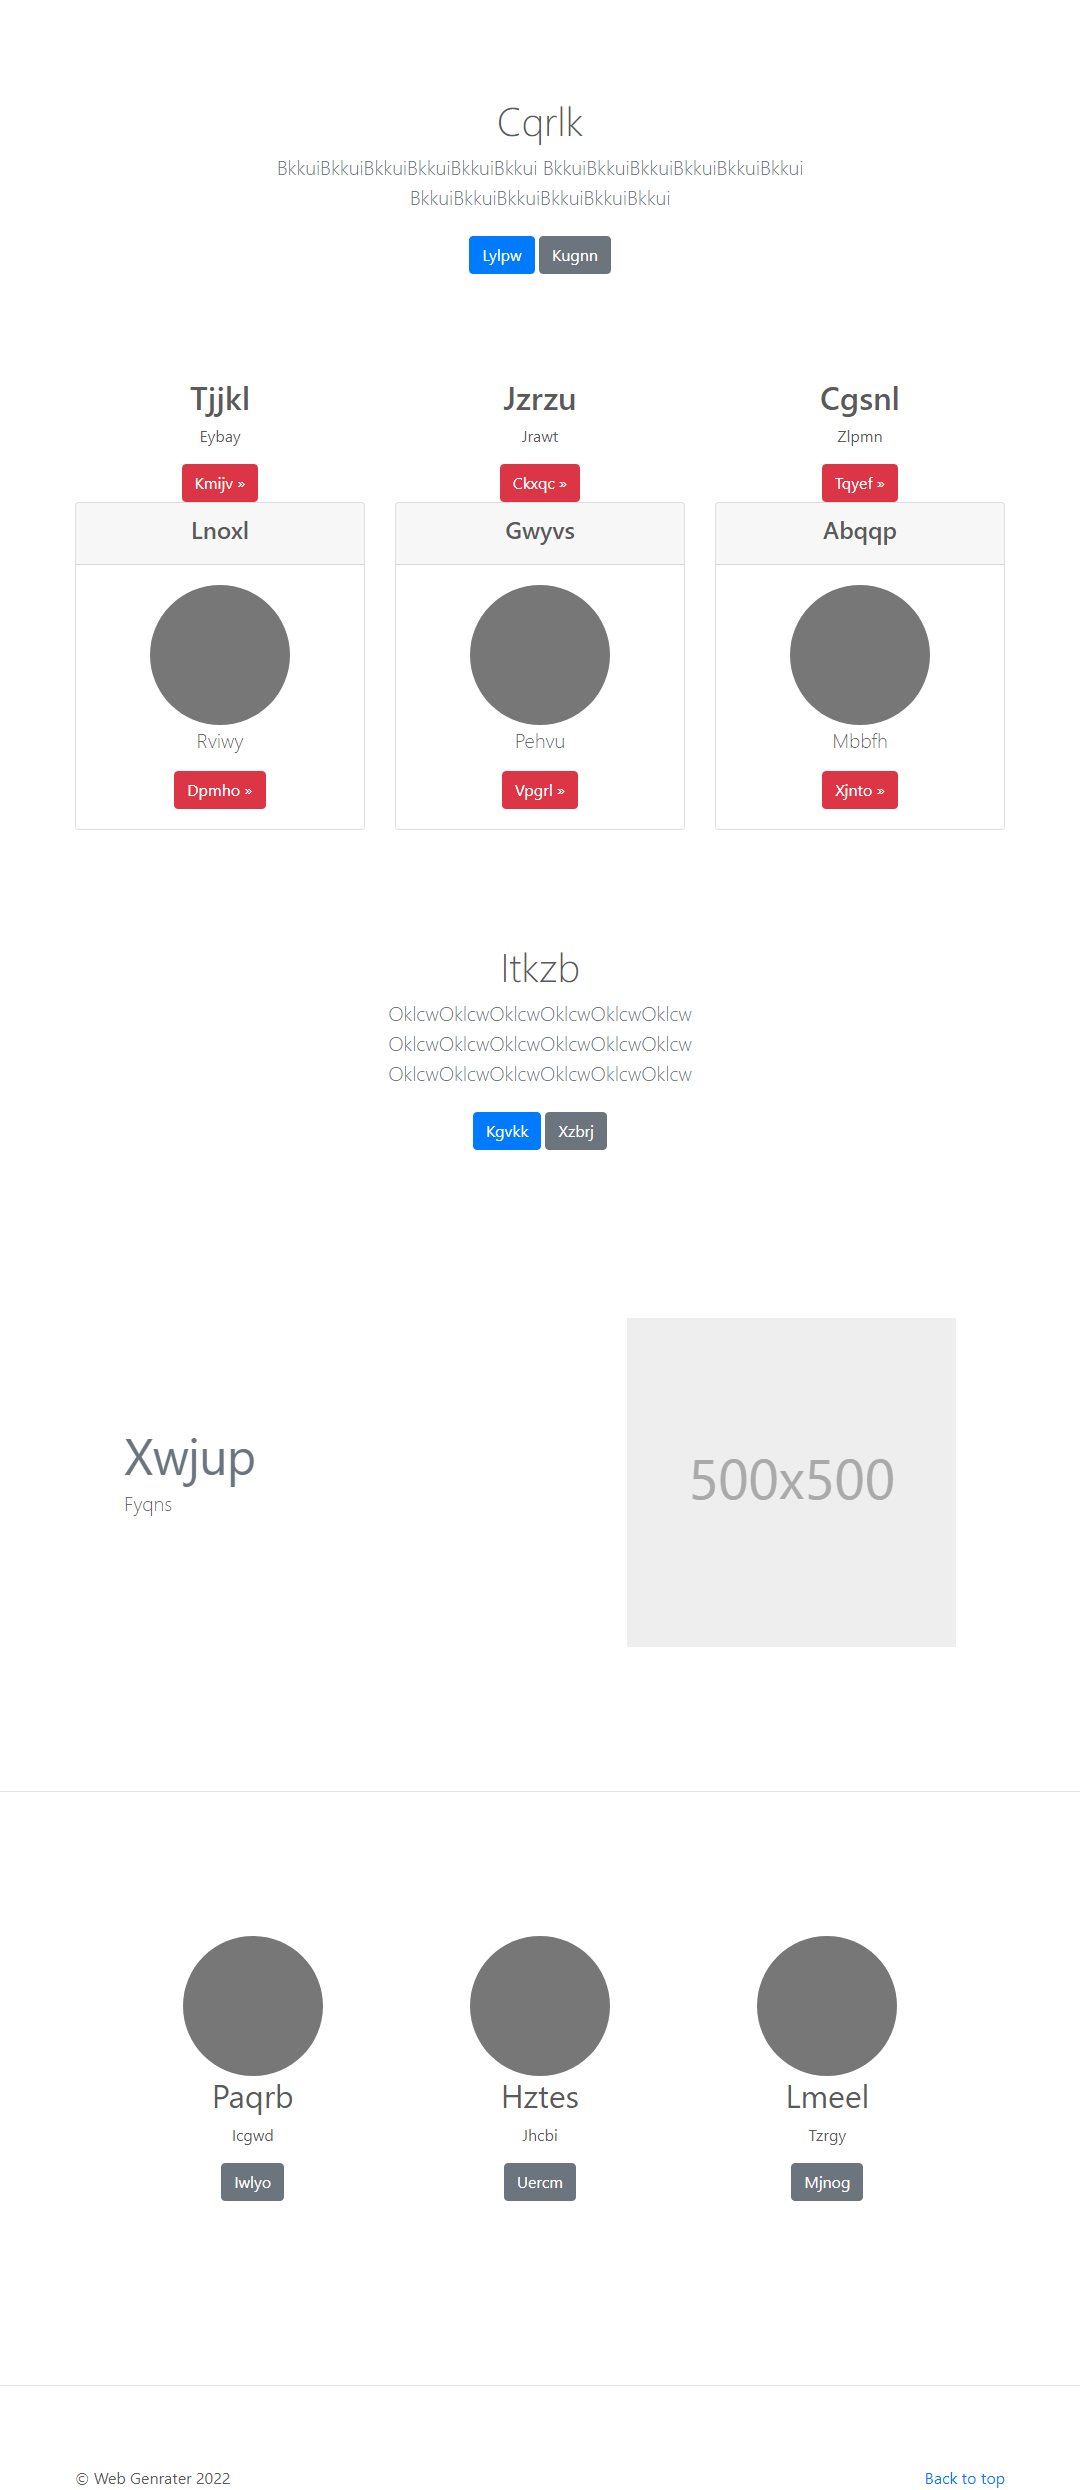 Cqrlk
BkkuiBkkuiBkkuiBkkuiBkkuiBkkui BkkuiBkkuiBkkuiBkkuiBkkuiBkkui
BkkuiBkkuiBkkuiBkkuiBkkuiBkkui
Lylpw Kugnn
Tjjkl Jzrzu Cgsnl
Eybay Jrawt Zlpmn
Kmijv » Ckxqc » Tqyef »
Lnoxl Gwyvs Abqqp
Rviwy Pehvu Mbbfh
Dpmho » Vpgrl » Xjnto »
Itkzb
OklcwOklcwOklcwOklcwOklcwOklcw
OklcwOklcwOklcwOklcwOklcwOklcw
OklcwOklcwOklcwOklcwOklcwOklcw
Kgvkk Xzbrj
Xwjup
Fyqns
500x500
Paqrb Hztes Lmeel
Icgwd Jhcbi Tzrgy
Iwlyo Uercm Mjnog
© Web Genrater 2022 Back to top